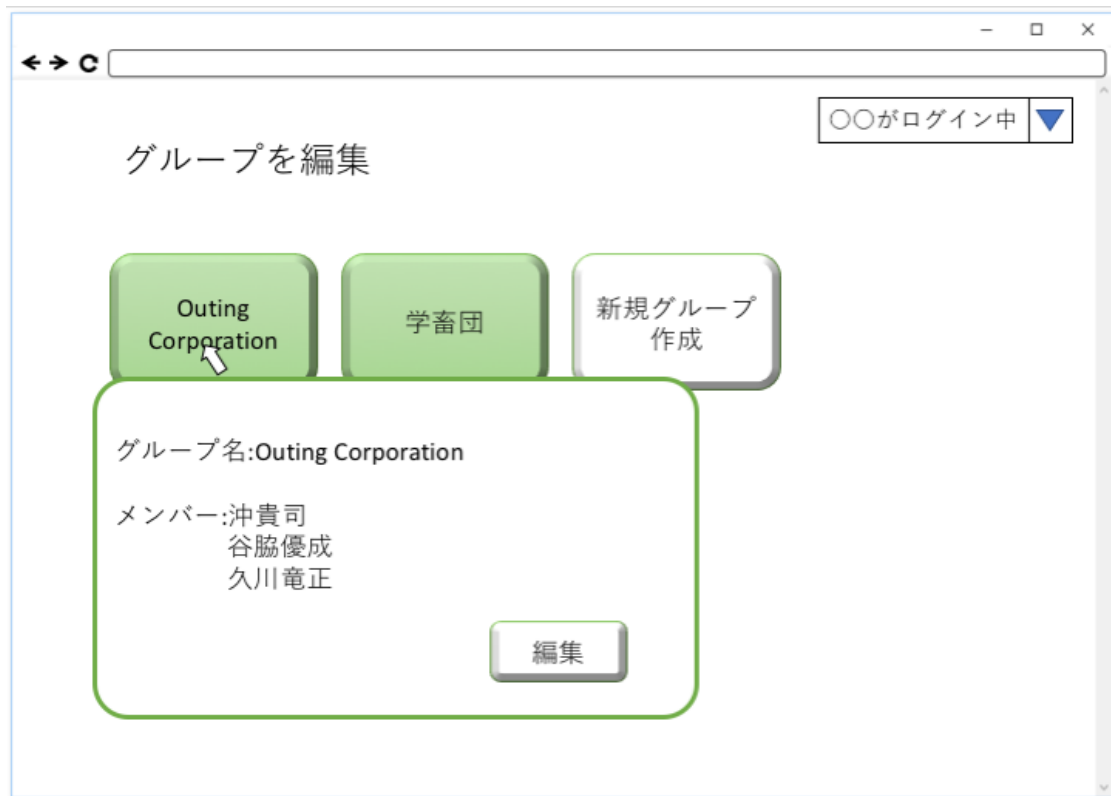 〇〇がログイン中
グループを編集
Outing
Corporation
学畜団
新規グループ
作成
グループ名:Outing Corporation
メンバー:沖貴司
谷脇優成
久川竜正
編集